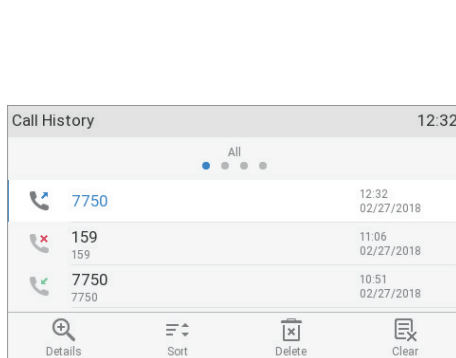 Call History 12:32
All
7750 12:32
02/27/2018
159 11:06
159 02/27/2018
7750 10:51
7750 02/27/2018
Details Sort Delete Clear